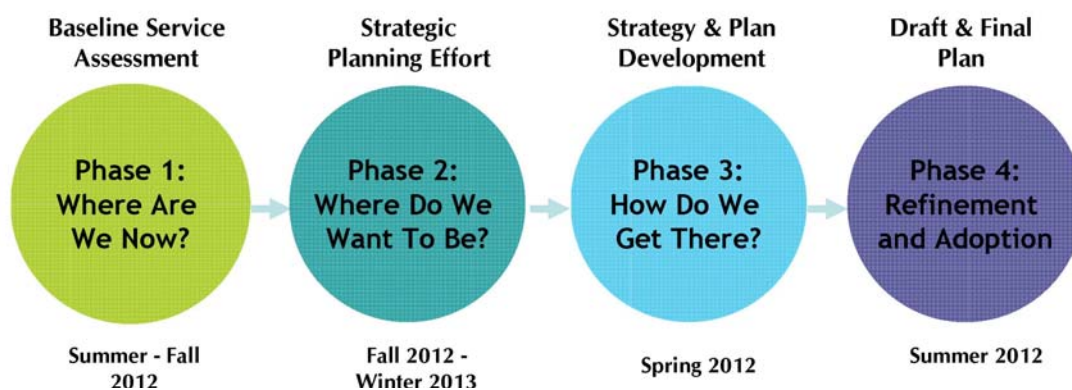 Baseline Service
Assessment
Strategic
Planning Effort
Strategy & Plan
Development
Draft & Final
Plan
Phase 1:
Where Are
We Now?
Phase 2:
Where Do We
Want To Be?
Phase 3:
How Do We
Get There?
Phase 4:
Refinement
and Adoption
Summer - Fall
2012
Fall 2012 -
Winter 2013
Spring 2012
Summer 2012